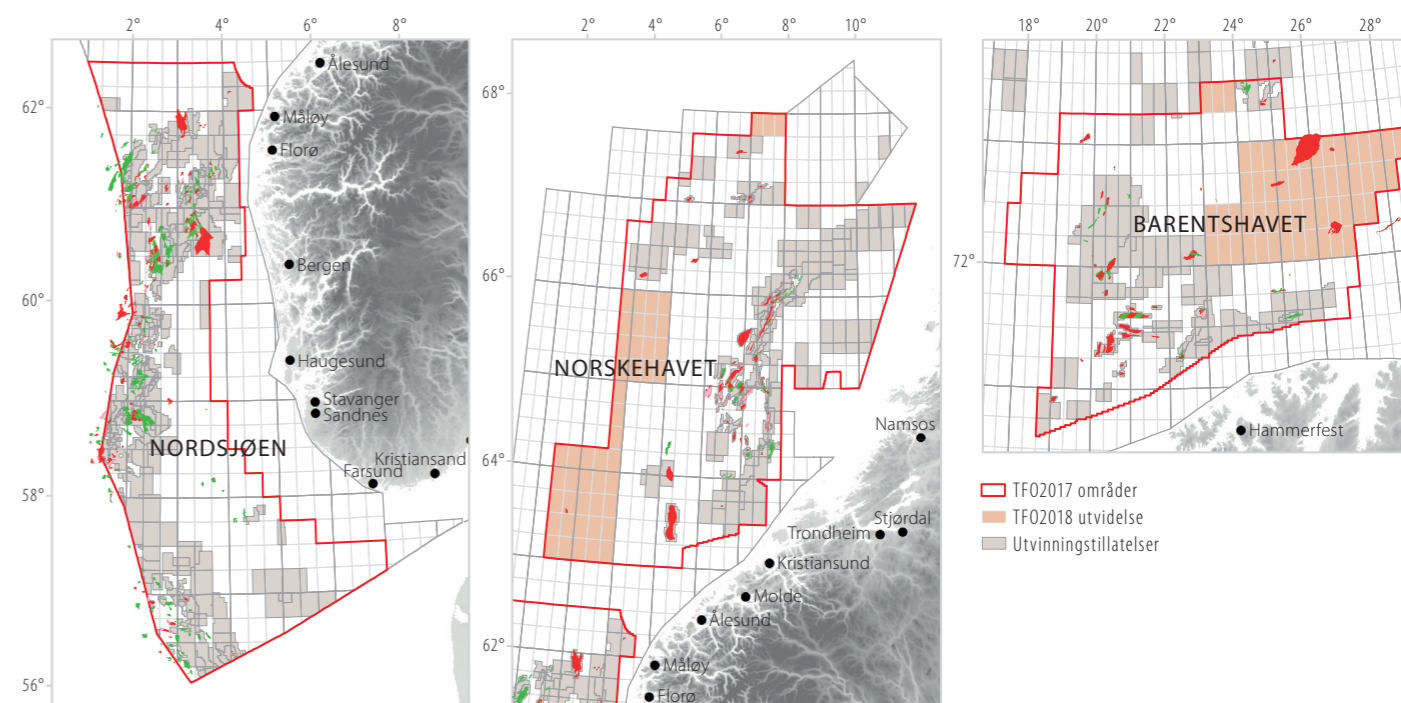 2° 4° 6° 8°
62°
60°
58°
56°
Ålesund
Måløy
Florø
Bergen
Haugesund
Stavanger
Sandnes
NORDSJØEN
Kristiansand
Farsund
2° 4° 6° 8° 10°
68°
66°
64°
62°
NORSKEHAVET
Namsos
Stjørdal
Trondheim
Kristiansund
Molde
Ålesund
Måløy
Florø
18° 20° 22° 24° 26° 28°
72°
BARENTSHAVET
Hammerfest
TFO2017 områder
TFO2018 utvidelse
Utvinningstillatelser